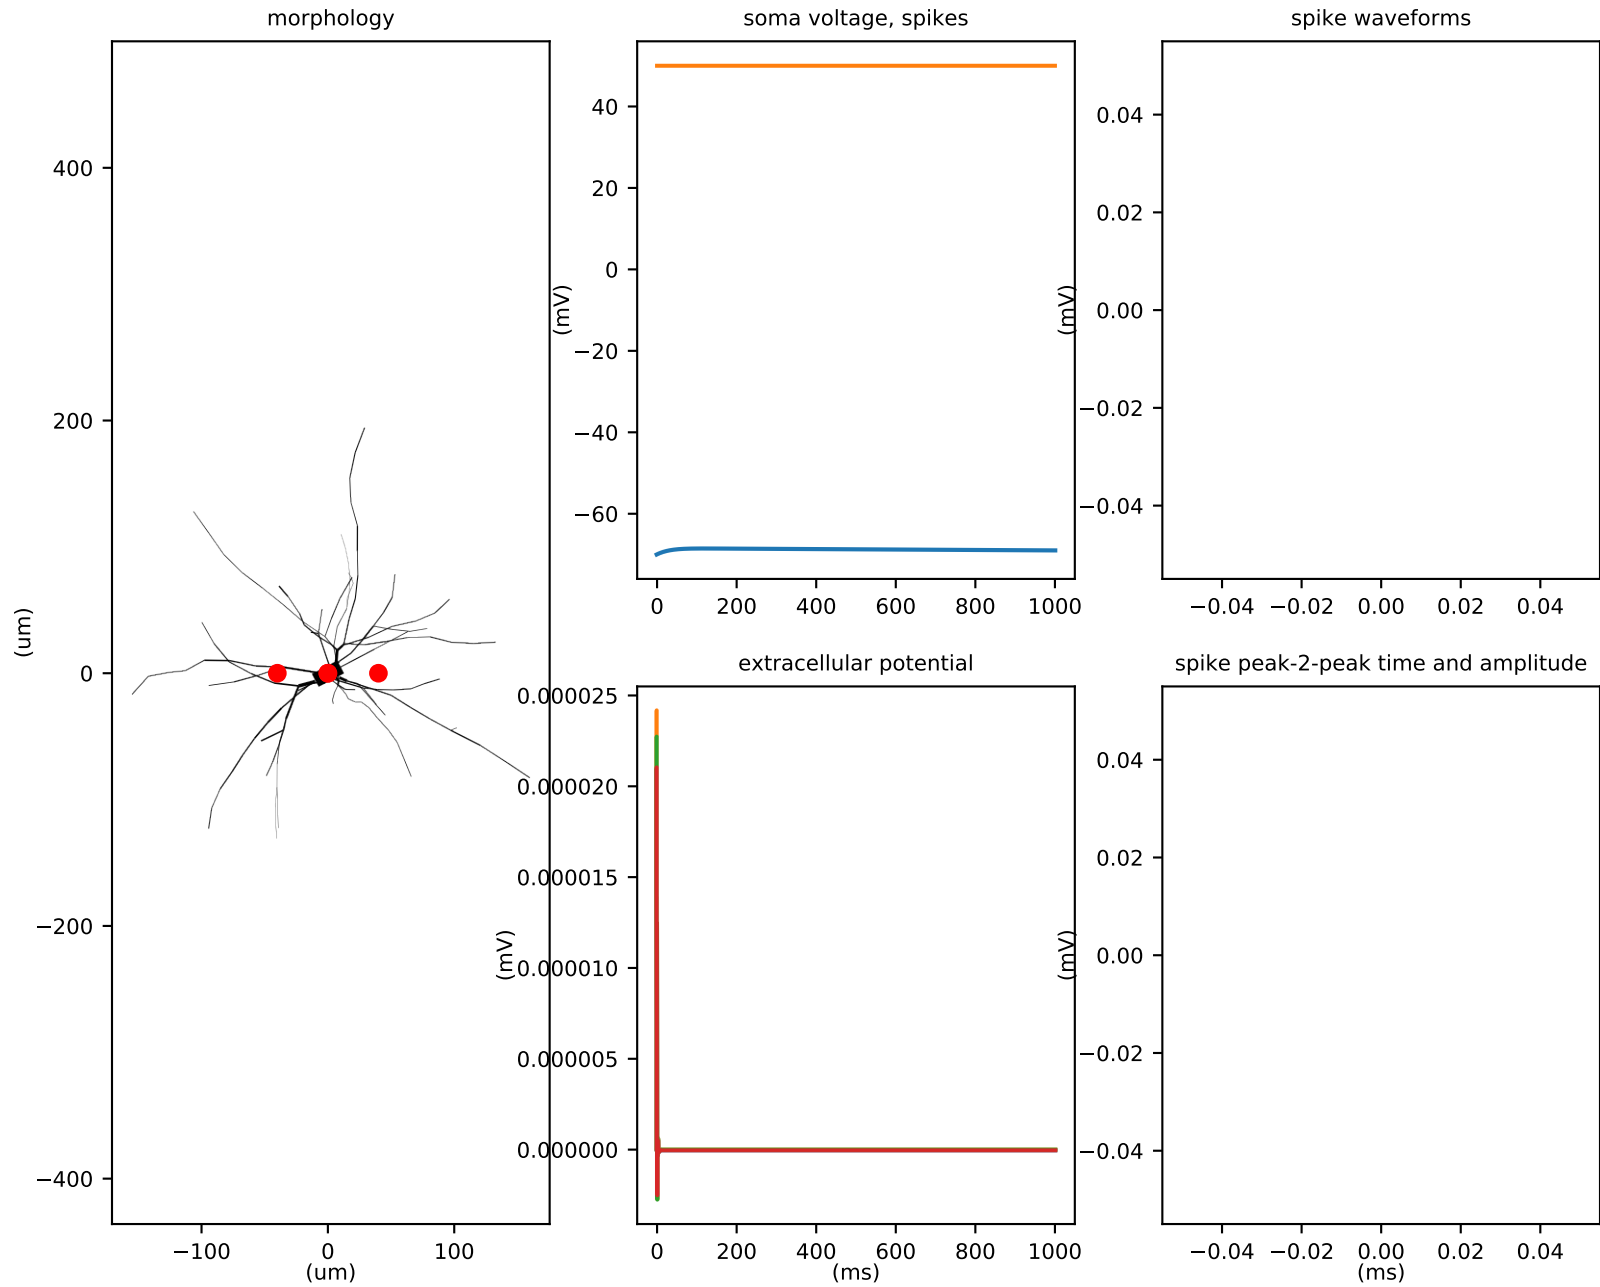 morphology
400
200
0
−200
−400
(um)
−100 0 100
(um)
soma voltage, spikes
40
20
0
−20
−40
−60
(mV)
0 200 400 600 800 1000
spike waveforms
0.04
0.02
0.00
−0.02
−0.04
(mV)
−0.04 −0.02 0.00 0.02 0.04
extracellular potential
0.000025
0.000020
0.000015
0.000010
0.000005
0.000000
(mV)
0 200 400 600 800 1000
(ms)
spike peak-2-peak time and amplitude
0.04
0.02
0.00
−0.02
−0.04
(mV)
−0.04 −0.02 0.00 0.02 0.04
(ms)